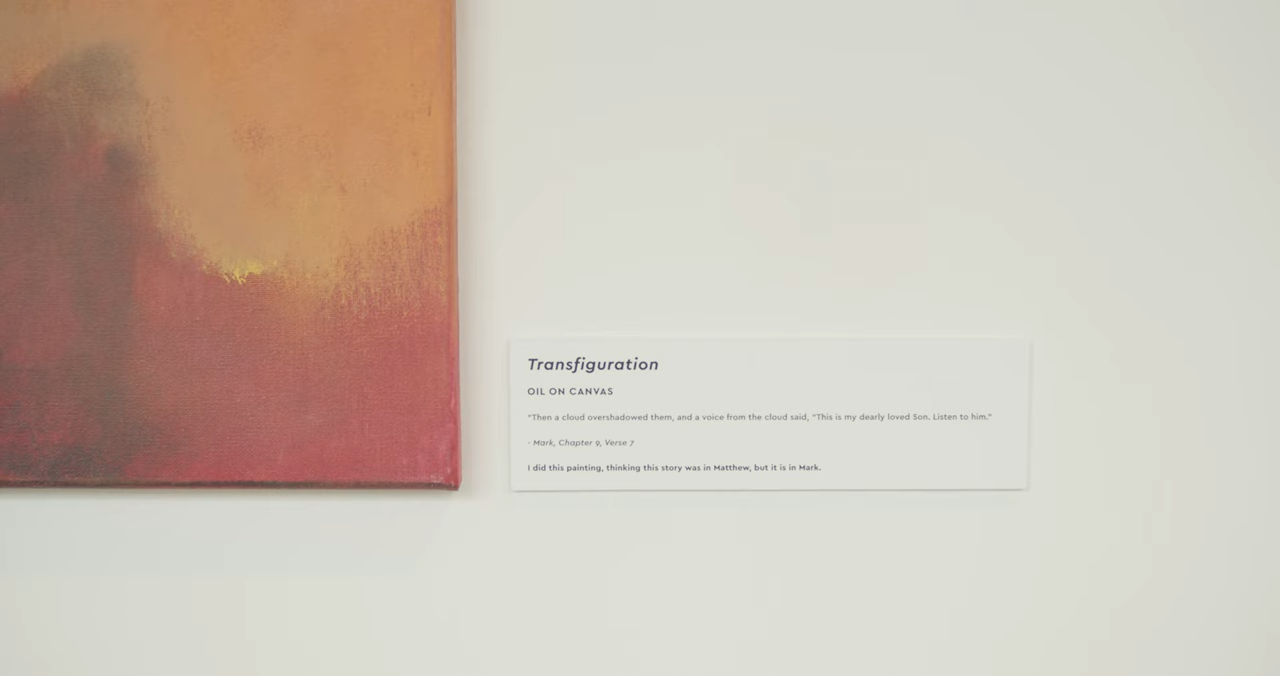 Transfiguration
OIL ON CANVAS
"Then a cloud overshadowed them, and a voice from the cloud said, "This is my dearly loved Son. Listen to him."
- Mark, Chapter 9, Verse 7
I did this painting, thinking this story was in Matthew, but it is in Mark.